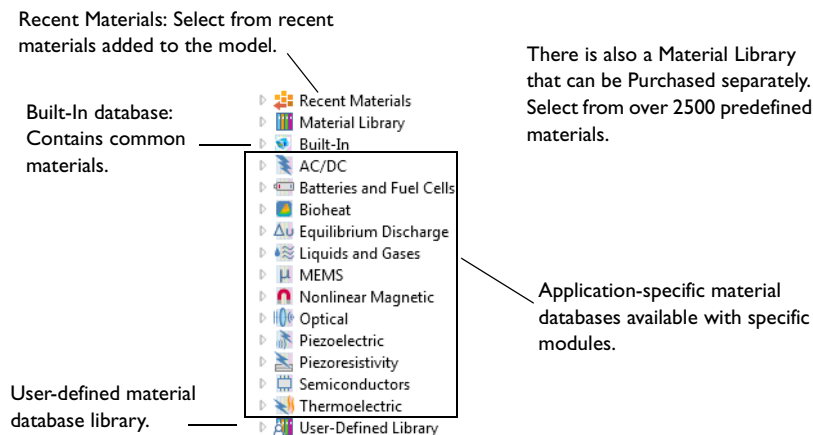 Recent Materials: Select from recent
materials added to the model.
There is also a Material Library
that can be Purchased separately.
Select from over 2500 predefined
materials.
Built-In database:
Contains common
materials.
Recent Materials
Material Library
Built-In
AC/DC
Batteries and Fuel Cells
Bioheat
Δu Equilibrium Discharge
Liquids and Gases
μ MEMS
Nonlinear Magnetic
Optical
Piezoelectric
Piezoresistivity
Semiconductors
Thermoelectric
User-Defined Library
Application-specific material
databases available with specific
modules.
User-defined material
database library.